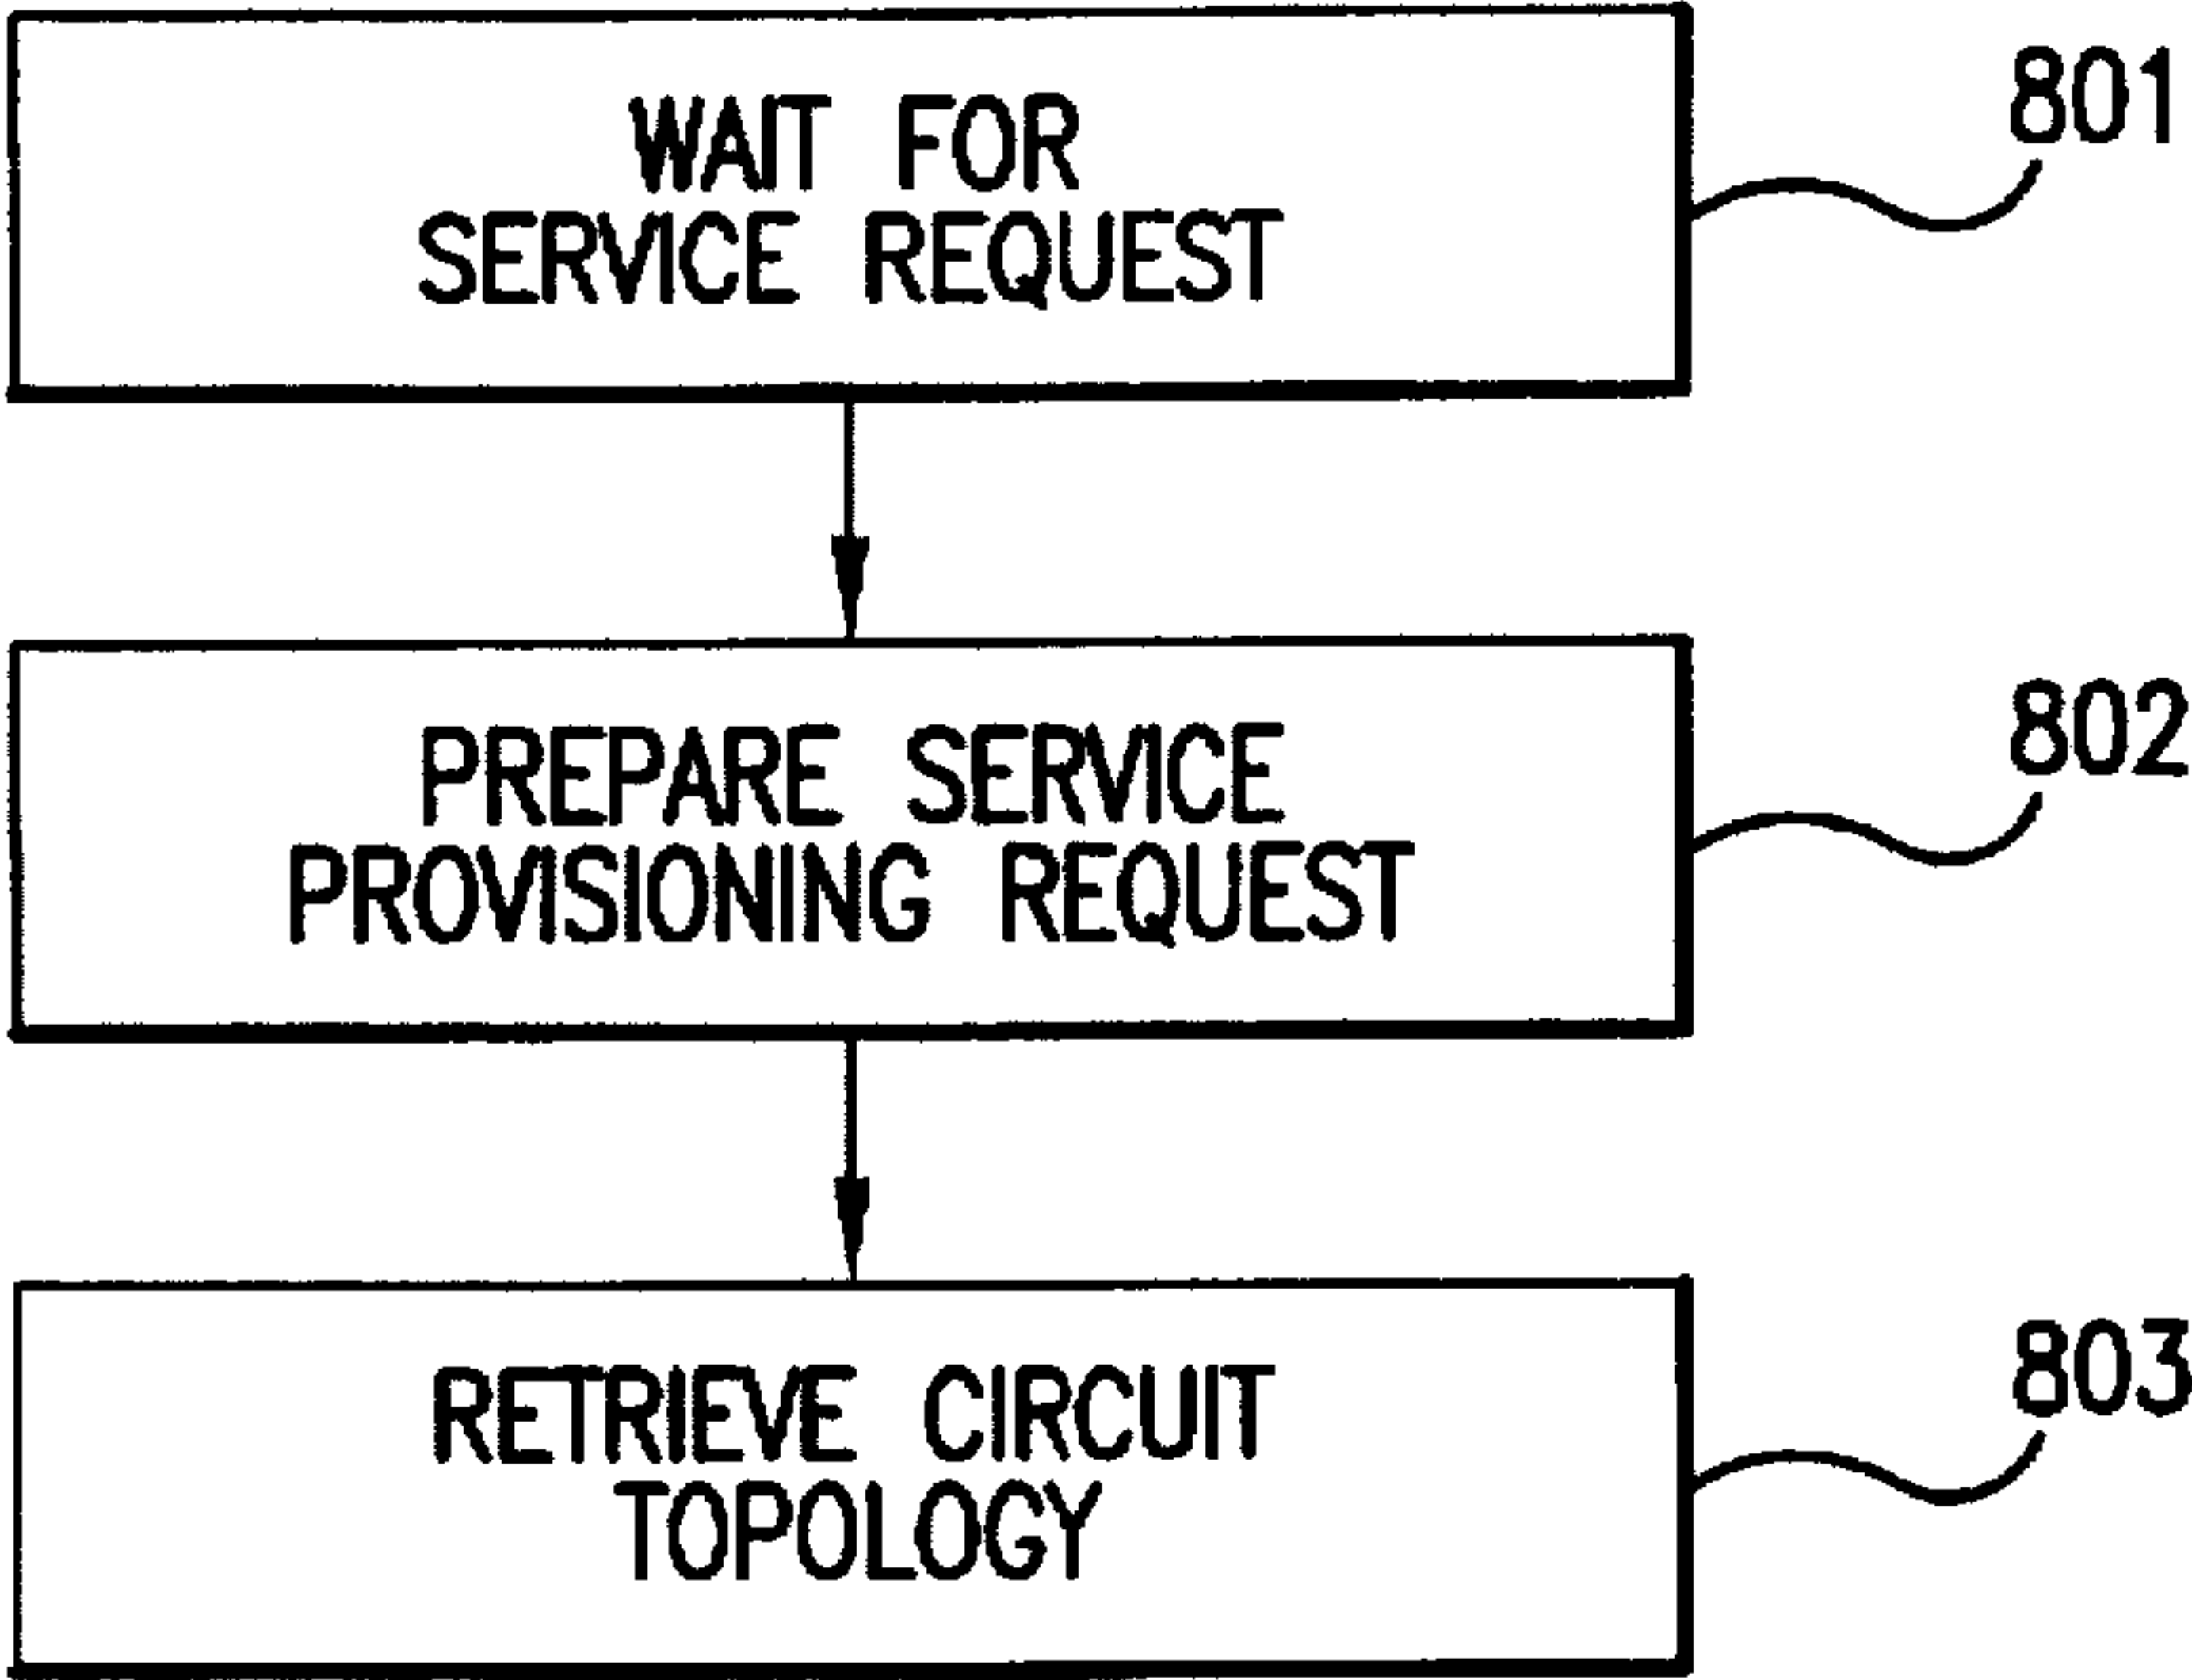 WAIT FOR
SERVICE REQUEST
801
PREPARE SERVICE
PROVISIONING REQUEST
802
RETRIEVE CIRCUIT
TOPOLOGY
803